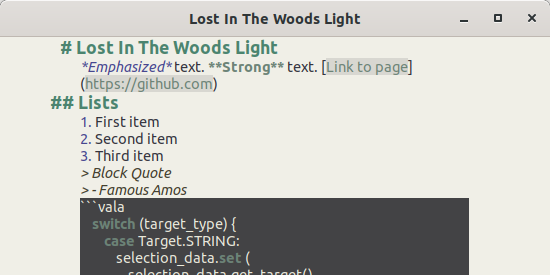 Lost In The Woods Light
# Lost In The Woods Light
*Emphasized* text. **Strong** text. [Link to page]
(https://github.com)
## Lists
1. First item
2. Second item
3. Third item
> Block Quote
> - Famous Amos
```vala
switch (target_type) {
case Target.STRING:
selection_data.set (
selection_data.get_target()